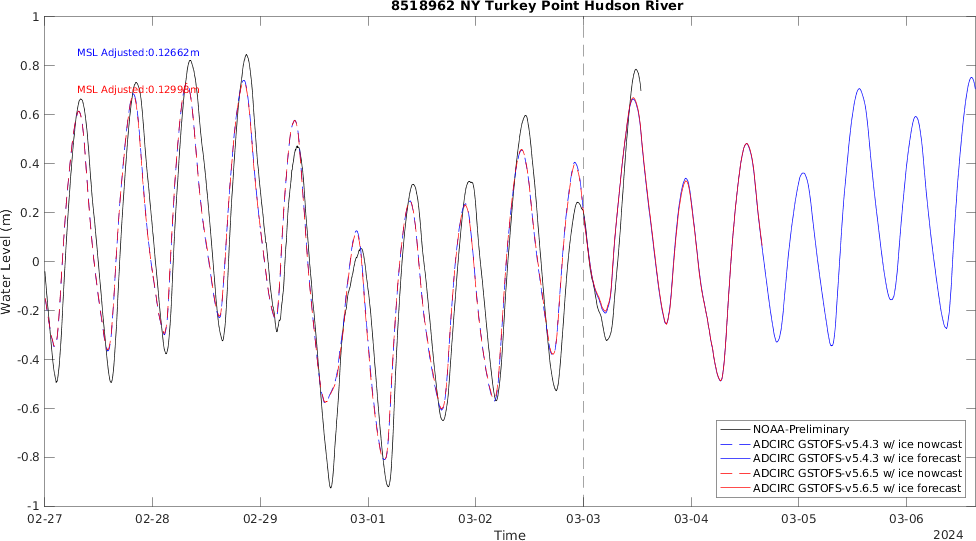 8518962 NY Turkey Point Hudson River
MSL Adjusted:0.12662m
MSL Adjusted:0.12993m
Water Level (m)
1
0.8
0.6
0.4
0.2
0
-0.2
-0.4
-0.6
-0.8
-1
NOAA-Preliminary
ADCIRC GSTOFS-v5.4.3 w/ ice nowcast
ADCIRC GSTOFS-v5.4.3 w/ ice forecast
ADCIRC GSTOFS-v5.6.5 w/ ice nowcast
ADCIRC GSTOFS-v5.6.5 w/ ice forecast
02-27 02-28 02-29 03-01 03-02 03-03 03-04 03-05 03-06
Time
2024